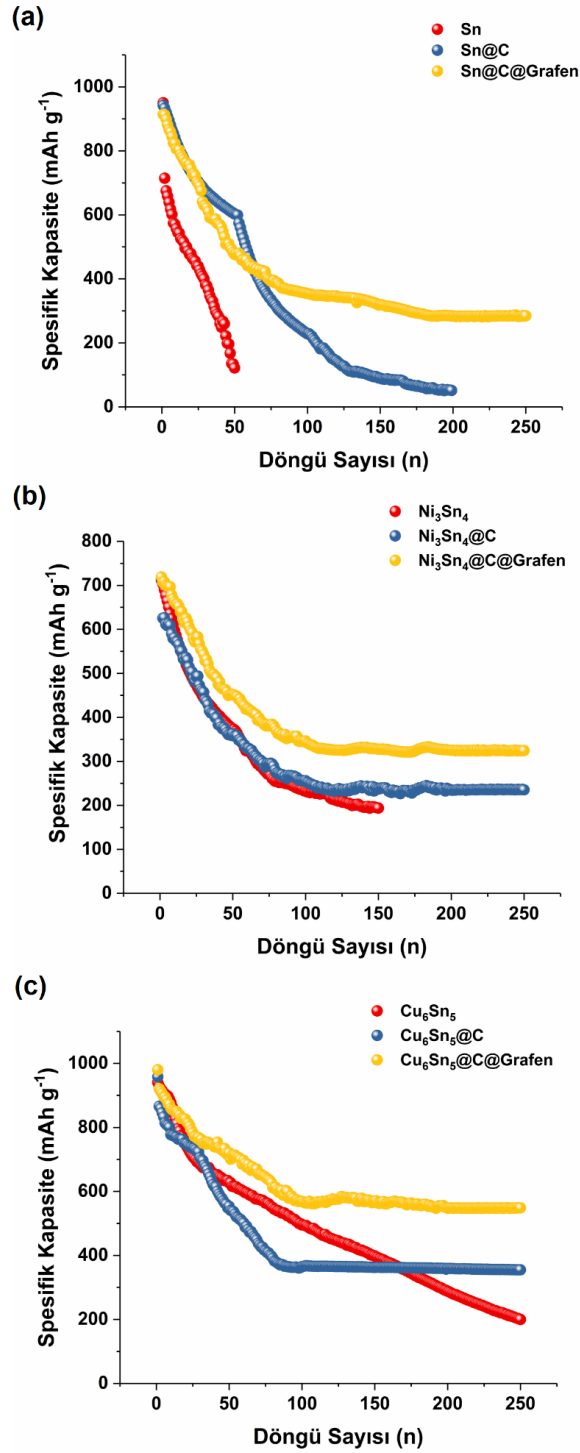 (a)
Sn
Sn@C
Sn@C@Grafen
Spesifik Kapasite (mAh g⁻¹)
1000
800
600
400
200
0
0 50 100 150 200 250
Döngü Sayısı (n)
(b)
Ni₃Sn₄
Ni₃Sn₄@C
Ni₃Sn₄@C@Grafen
Spesifik Kapasite (mAh g⁻¹)
800
700
600
500
400
300
200
100
0
0 50 100 150 200 250
Döngü Sayısı (n)
(c)
Cu₆Sn₅
Cu₆Sn₅@C
Cu₆Sn₅@C@Grafen
Spesifik Kapasite (mAh g⁻¹)
1000
800
600
400
200
0
0 50 100 150 200 250
Döngü Sayısı (n)